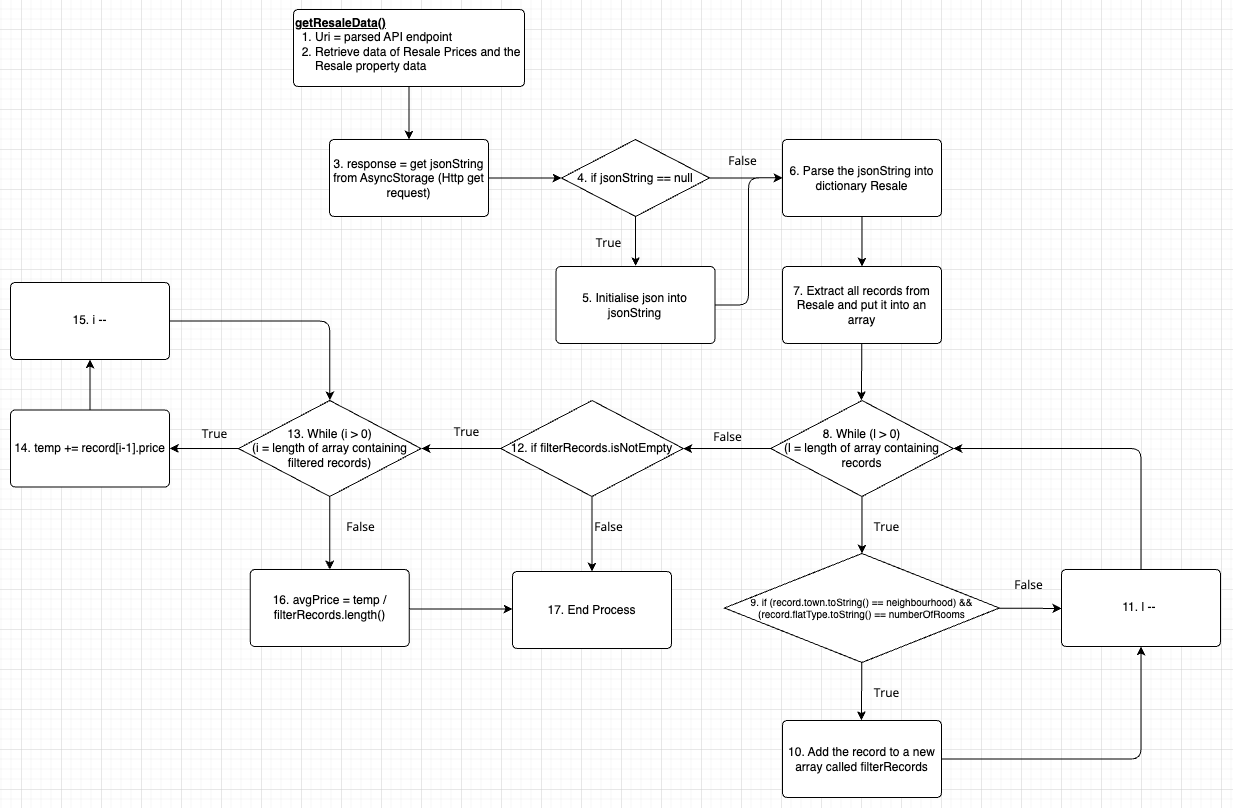 getResaleData()
1. Uri = parsed API endpoint
2. Retrieve data of Resale Prices and the
Resale property data
3. response = get jsonString
from AsyncStorage (Http get
request)
4. if jsonString == null
False
True
5. Initialise json into
jsonString
6. Parse the jsonString into
dictionary Resale
7. Extract all records from
Resale and put it into an
array
8. While (l > 0)
(l = length of array containing
records
False
True
9. if (record.town.toString() == neighbourhood) &&
(record.flatType.toString() == numberOfRooms
False
True
10. Add the record to a new
array called filterRecords
11. l --
12. if filterRecords.isNotEmpty
True
False
13. While (i > 0)
(i = length of array containing
filtered records)
True
False
14. temp += record[i-1].price
15. i --
16. avgPrice = temp /
filterRecords.length()
17. End Process